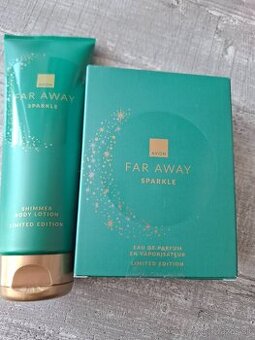 AVON
FAR AWAY
SPARKLE
SHIMMER
BODY LOTION
LIMITED EDITION
AVON
FAR AWAY
SPARKLE
EAU DE PARFUM
EN VAPORISATEUR
LIMITED EDITION